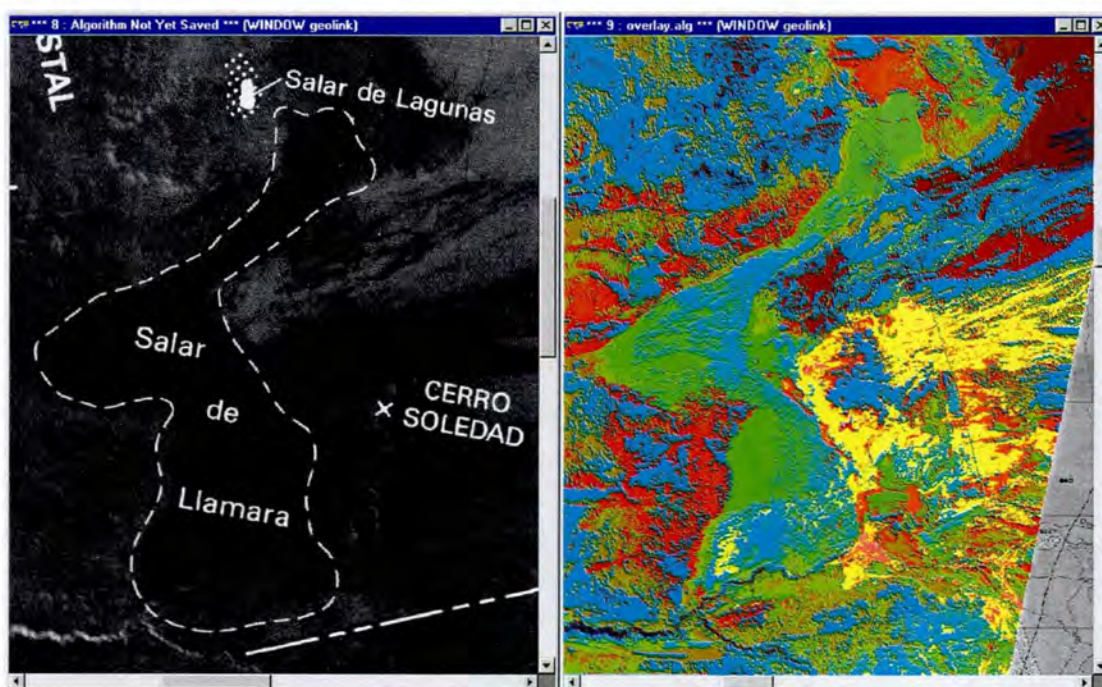 *** 8 : Algorithm Not Yet Saved *** (WINDOW geolink)
STAL
Salar de Lagunas
Salar
de
Llamara
CERRO
SOLEDAD
*** 9 : overlay.alg *** (WINDOW geolink)